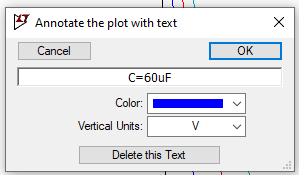 Annotate the plot with text
Cancel OK
C=60uF
Color:
Vertical Units: V
Delete this Text